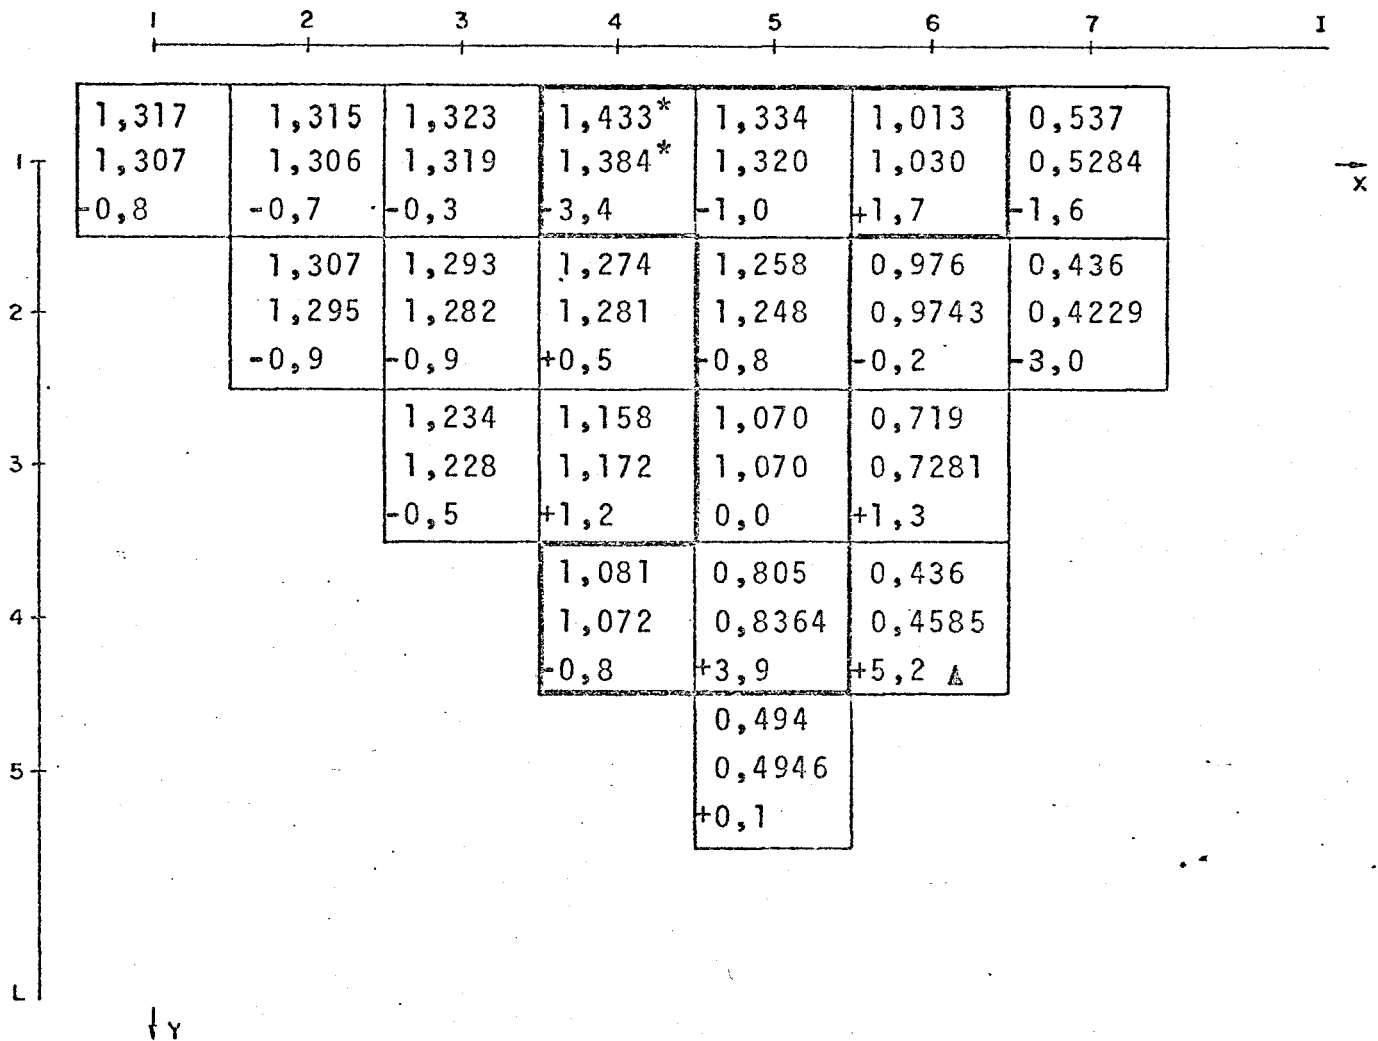 1 2 3 4 5 6 7 I
1,317 1,315 1,323 1,433* 1,334 1,013 0,537
1 1,307 1,306 1,319 1,384* 1,320 1,030 0,5284 X
-0,8 -0,7 -0,3 -3,4 -1,0 +1,7 -1,6
1,307 1,293 1,274 1,258 0,976 0,436
2 1,295 1,282 1,281 1,248 0,9743 0,4229
-0,9 -0,9 +0,5 -0,8 -0,2 -3,0
1,234 1,158 1,070 0,719
3 1,228 1,172 1,070 0,7281
-0,5 +1,2 0,0 +1,3
1,081 0,805 0,436
4 1,072 0,8364 0,4585
-0,8 +3,9 +5,2
0,494
5 0,4946
+0,1
L
Y